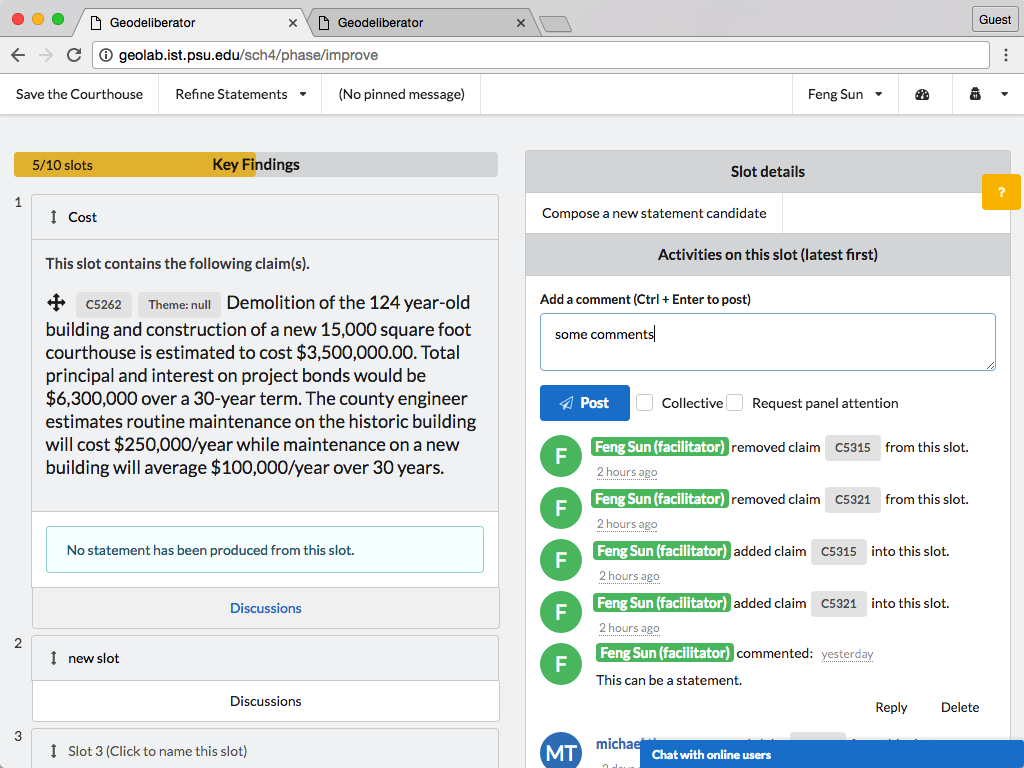 Geodeliberator
Geodeliberator
Guest
geolab.ist.psu.edu/sch4/phase/improve
Save the Courthouse
Refine Statements
(No pinned message)
Feng Sun
5/10 slots
Key Findings
1
Cost
This slot contains the following claim(s).
C5262 Theme: null Demolition of the 124 year-old
building and construction of a new 15,000 square foot
courthouse is estimated to cost $3,500,000.00. Total
principal and interest on project bonds would be
$6,300,000 over a 30-year term. The county engineer
estimates routine maintenance on the historic building
will cost $250,000/year while maintenance on a new
building will average $100,000/year over 30 years.
No statement has been produced from this slot.
Discussions
2
new slot
Discussions
3
Slot 3 (Click to name this slot)
Slot details
?
Compose a new statement candidate
Activities on this slot (latest first)
Add a comment (Ctrl + Enter to post)
some comments
Post Collective Request panel attention
F
Feng Sun (facilitator) removed claim C5315 from this slot.
2 hours ago
F
Feng Sun (facilitator) removed claim C5321 from this slot.
2 hours ago
F
Feng Sun (facilitator) added claim C5315 into this slot.
2 hours ago
F
Feng Sun (facilitator) added claim C5321 into this slot.
2 hours ago
F
Feng Sun (facilitator) commented: yesterday
This can be a statement.
Reply Delete
MT
Chat with online users